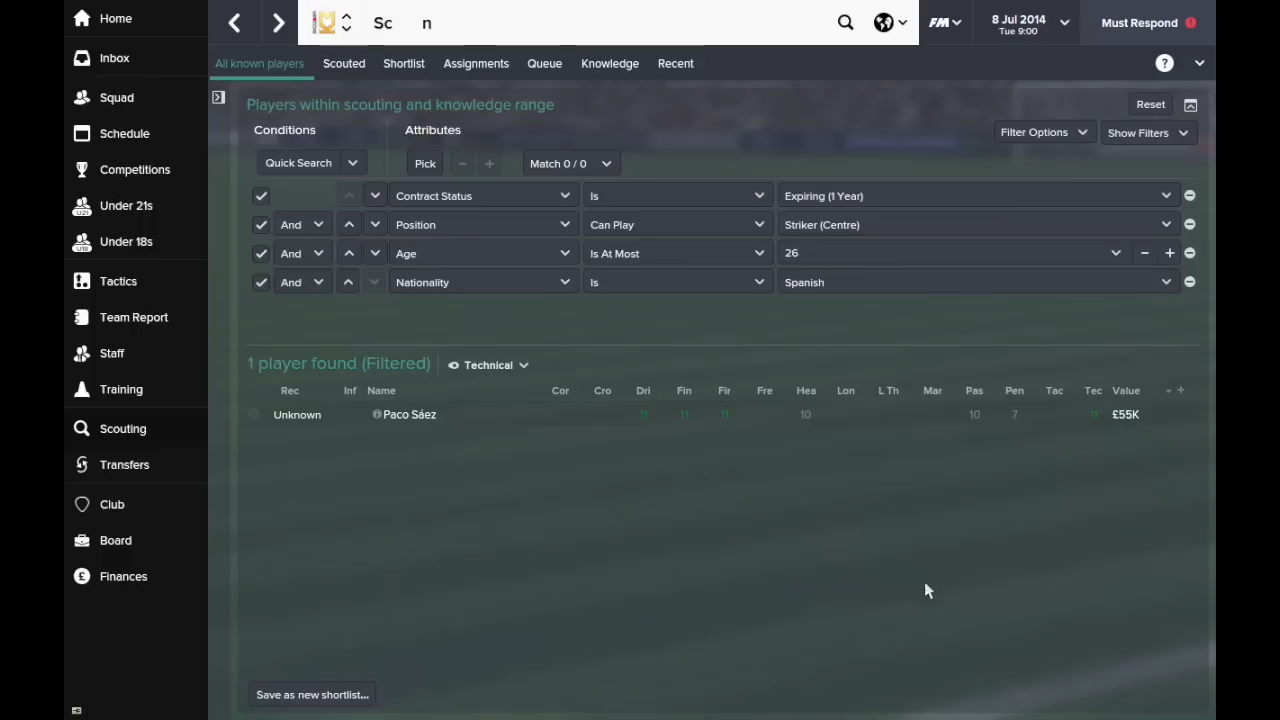 Home
Inbox
Squad
Schedule
Competitions
Under 21s
Under 18s
Tactics
Team Report
Staff
Training
Scouting
Transfers
Club
Board
Finances
Sc n
FM
8 Jul 2014
Tue 9:00
Must Respond
All known players Scouted Shortlist Assignments Queue Knowledge Recent
Players within scouting and knowledge range
Reset
Conditions Attributes
Filter Options Show Filters
Quick Search Pick Match 0 / 0
Contract Status Is Expiring (1 Year)
And Position Can Play Striker (Centre)
And Age Is At Most 26
And Nationality Is Spanish
1 player found (Filtered) Technical
Rec Inf Name Cor Cro Dri Fin Fir Fre Hea Lon L Th Mar Pas Pen Tac Tec Value
Unknown Paco Sáez 11 11 11 10 10 7 11 £55K
Save as new shortlist...